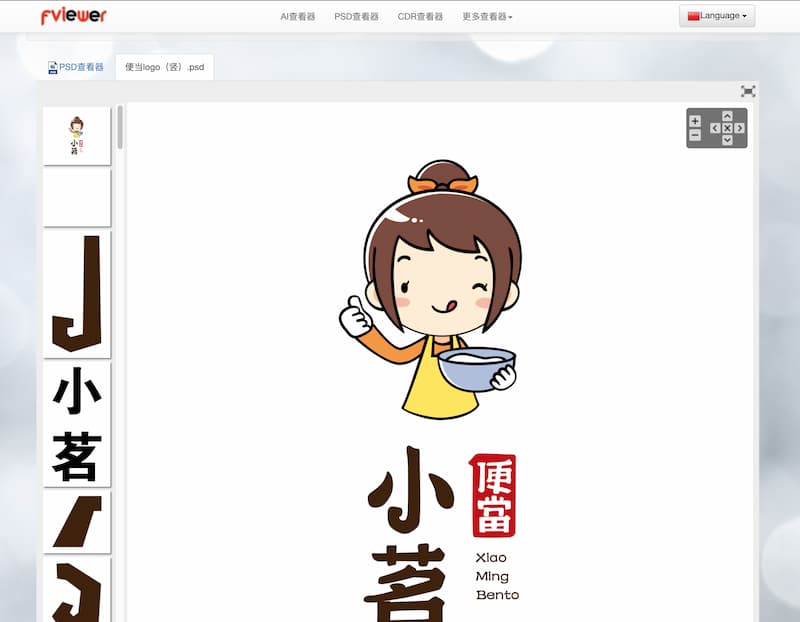 fviewer
AI查看器 PSD查看器 CDR查看器 更多查看器
Language
PSD查看器 便当logo（竖）.psd
小茗
便當
小
茗
小
茗
便當
Xiao
Ming
Bento